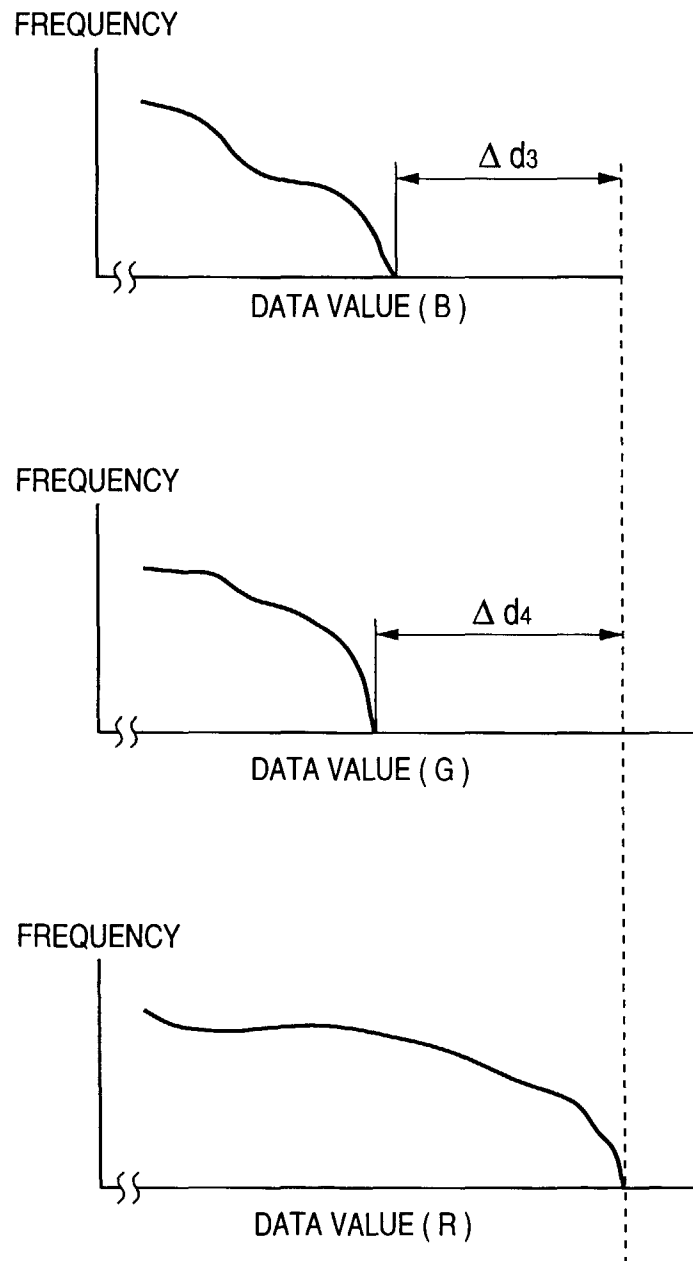 FREQUENCY
Δ d3
DATA VALUE ( B )
FREQUENCY
Δ d4
DATA VALUE ( G )
FREQUENCY
DATA VALUE ( R )